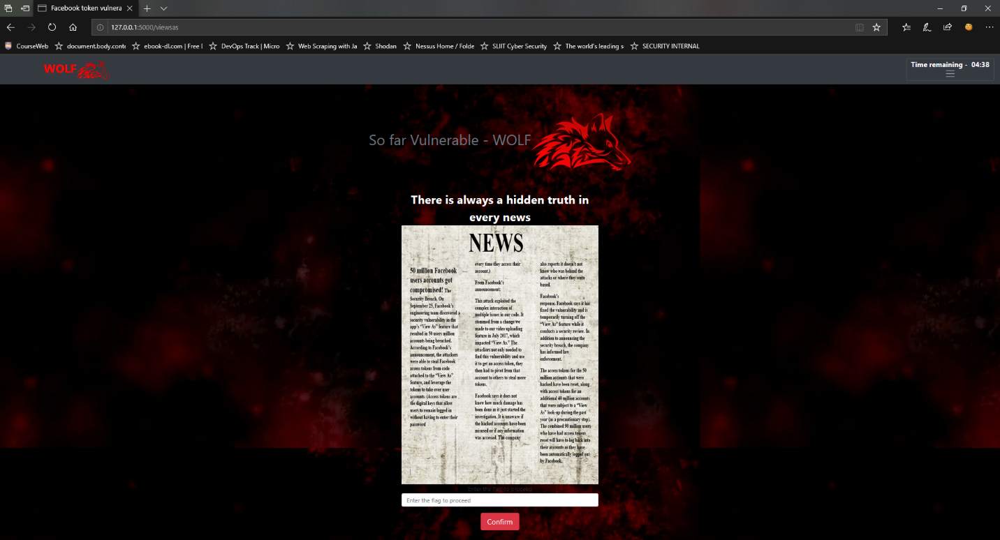 Facebook token vulnera
127.0.0.1:5000/viewsas
CourseWeb
document.body.conte
ebook-dl.com | Free I
DevOps Track | Micro
Web Scraping with Ja
Shodan
Nessus Home / Folde
SLIIT Cyber Security
The world's leading s
SECURITY INTERNAL
WOLF
Time remaining - 04:38
So far Vulnerable - WOLF
There is always a hidden truth in
every news
NEWS
50 million Facebook
users accounts got
compromised! The
Security Breach. On
September 25, Facebook's
engineering team discovered a
security vulnerability in the
app's "View As" feature that
resulted in 50 users million
accounts being breached.
According to Facebook's
announcement, the attackers
were able to steal Facebook
access tokens from code
attached to the "View As"
feature, and leverage the
tokens to take over user
accounts. (Access tokens are
the digital keys that allow
users to remain logged in
without having to enter their
password
every time they access their
account.)
From Facebook's
announcement:
This attack exploited the
complex interaction of
multiple issues in our code. It
stemmed from a change we
made to our video uploading
feature in July 2017, which
impacted "View As." The
attackers not only needed to
find this vulnerability and use
it to get an access token, they
then had to pivot from that
account to others to steal more
tokens.
Facebook says it does not
know how much damage has
been done as it just started the
investigation. It is unaware if
the hacked accounts have been
misused or if any information
was accessed. The company
also reports it doesn't not
know who was behind the
attacks or where they were
based.
Facebook's
response. Facebook says it has
fixed the vulnerability and is
temporarily turning off the
"View As" feature while it
conducts a security review. In
addition to announcing the
security breach, the company
has informed law
enforcement.
The access tokens for the 50
million accounts that were
hacked have been reset, along
with access tokens for an
additional 40 million accounts
that were subject to a "View
As" look-up during the past
year (as a precautionary step).
The combined 90 million users
who have had access tokens
reset will have to log back into
their accounts as they have
been automatically logged out
by Facebook.
Enter the flag to proceed
Enter the flag to proceed
Confirm